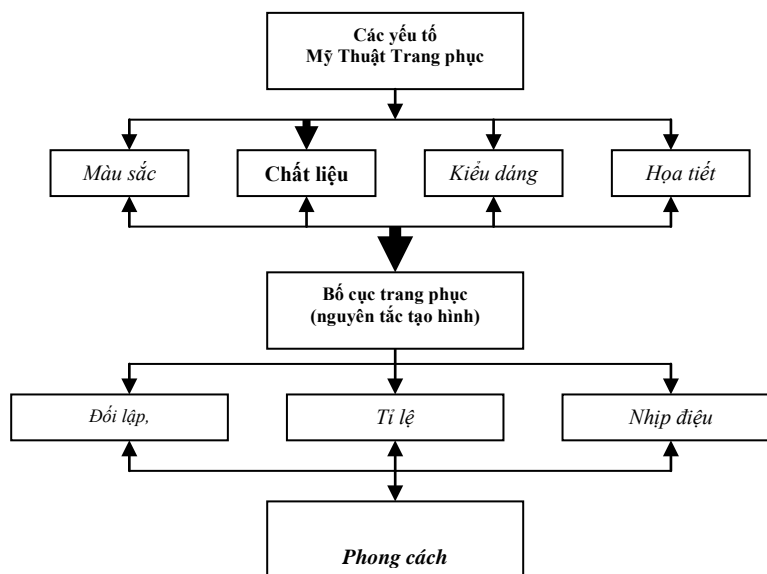 Các yếu tố
Mỹ Thuật Trang phục
Màu sắc
Chất liệu
Kiểu dáng
Họa tiết
Bố cục trang phục
(nguyên tắc tạo hình)
Đối lập,
Tỉ lệ
Nhịp điệu
Phong cách